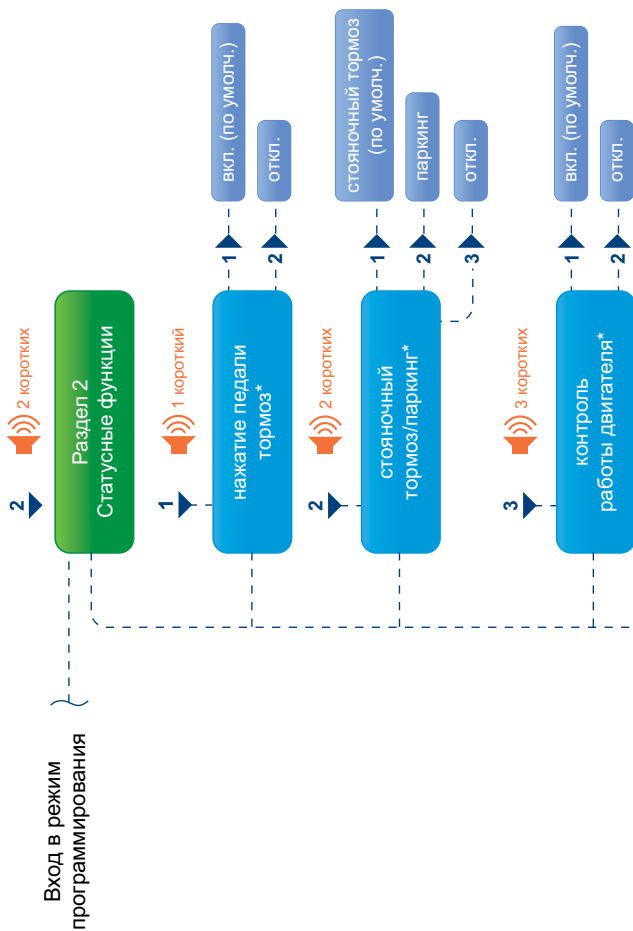 Вход в режим
программирования
2
2 коротких
Раздел 2
Статусные функции
1
1 короткий
нажатие педали
тормоз*
1
вкл. (по умолч.)
2
откл.
2
2 коротких
стояночный
тормоз/паркинг*
1
стояночный тормоз
(по умолч.)
2
паркинг
3
откл.
3
3 коротких
контроль
работы двигателя*
1
вкл. (по умолч.)
2
откл.